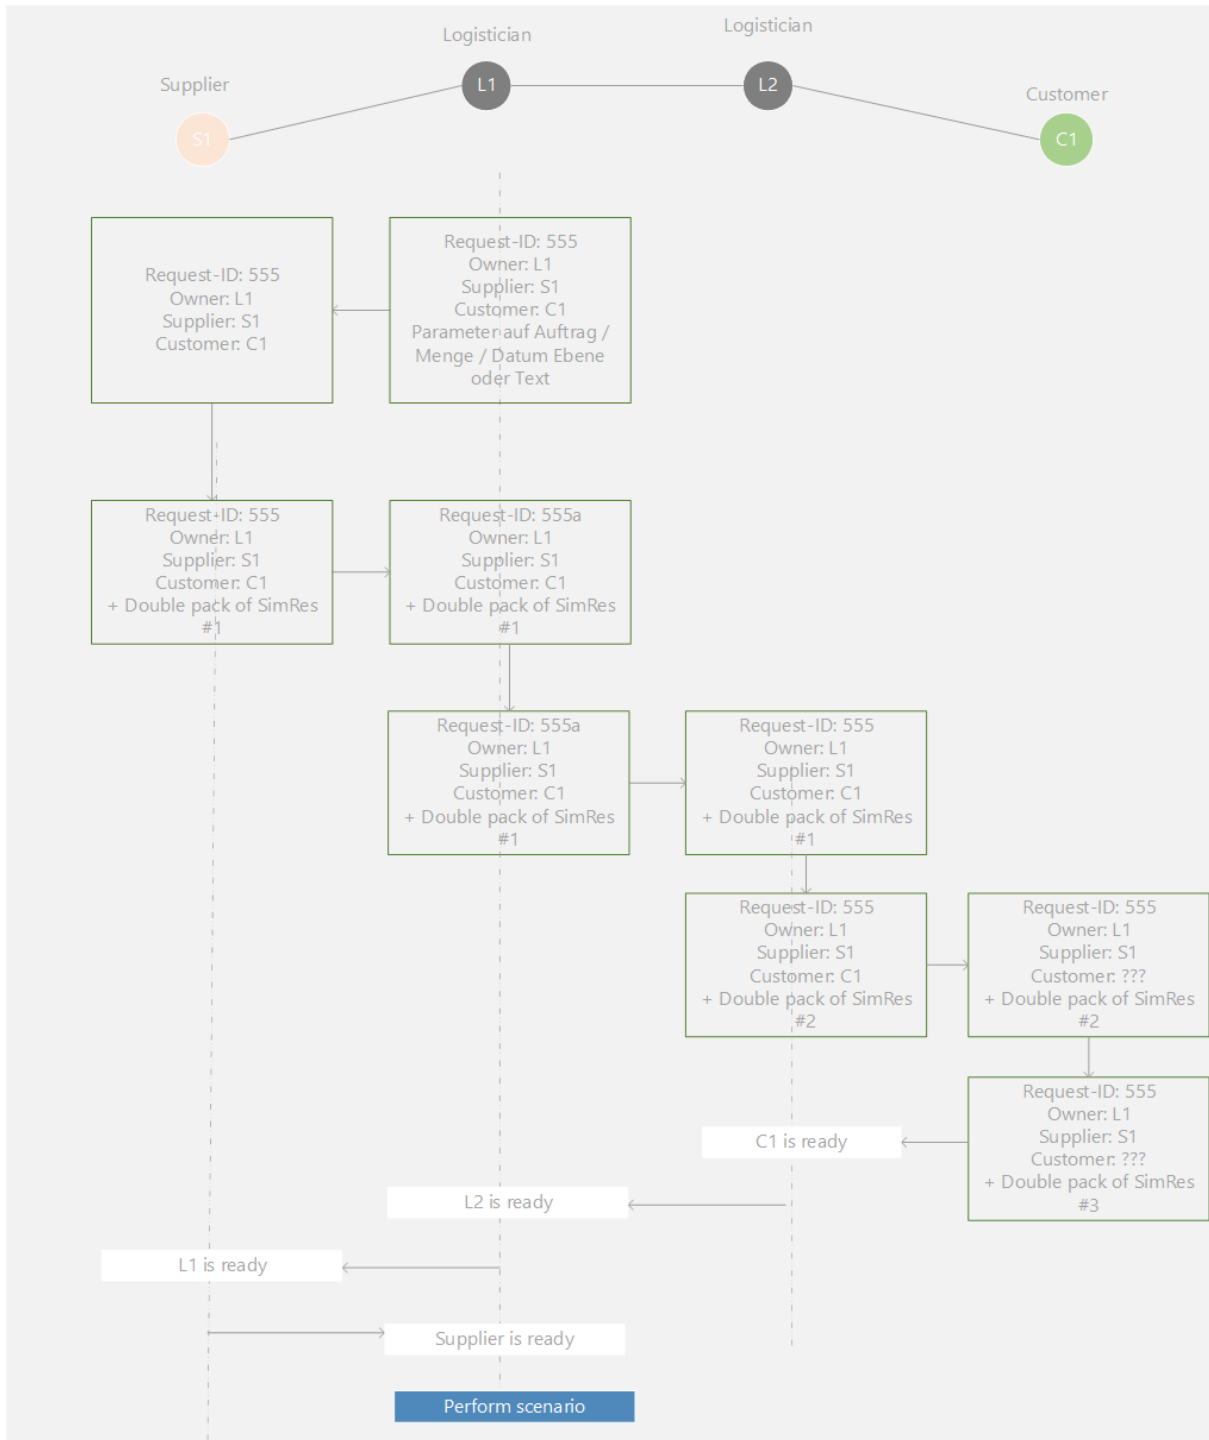 Logistician
Logistician
Supplier
L1
L2
Customer
S1
C1
Request-ID: 555
Owner: L1
Supplier: S1
Customer: C1
Request-ID: 555
Owner: L1
Supplier: S1
Customer: C1
Parameter auf Auftrag /
Menge / Datum Ebene
oder Text
Request-ID: 555
Owner: L1
Supplier: S1
Customer: C1
+ Double pack of SimRes
#1
Request-ID: 555a
Owner: L1
Supplier: S1
Customer: C1
+ Double pack of SimRes
#1
Request-ID: 555a
Owner: L1
Supplier: S1
Customer: C1
+ Double pack of SimRes
#1
Request-ID: 555
Owner: L1
Supplier: S1
Customer: C1
+ Double pack of SimRes
#1
Request-ID: 555
Owner: L1
Supplier: S1
Customer: C1
+ Double pack of SimRes
#2
Request-ID: 555
Owner: L1
Supplier: S1
Customer: ???
+ Double pack of SimRes
#2
Request-ID: 555
Owner: L1
Supplier: S1
Customer: ???
+ Double pack of SimRes
#3
C1 is ready
L2 is ready
L1 is ready
Supplier is ready
Perform scenario